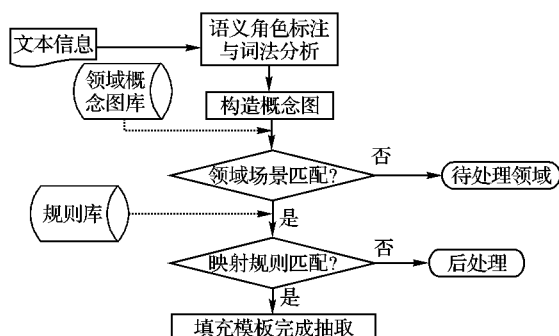 语义角色标注
与词法分析
文本信息
领域概
念图库
构造概念图
领域场景匹配?
否
待处理领域
规则库
是
映射规则匹配?
否
后处理
是
填充模板完成抽取